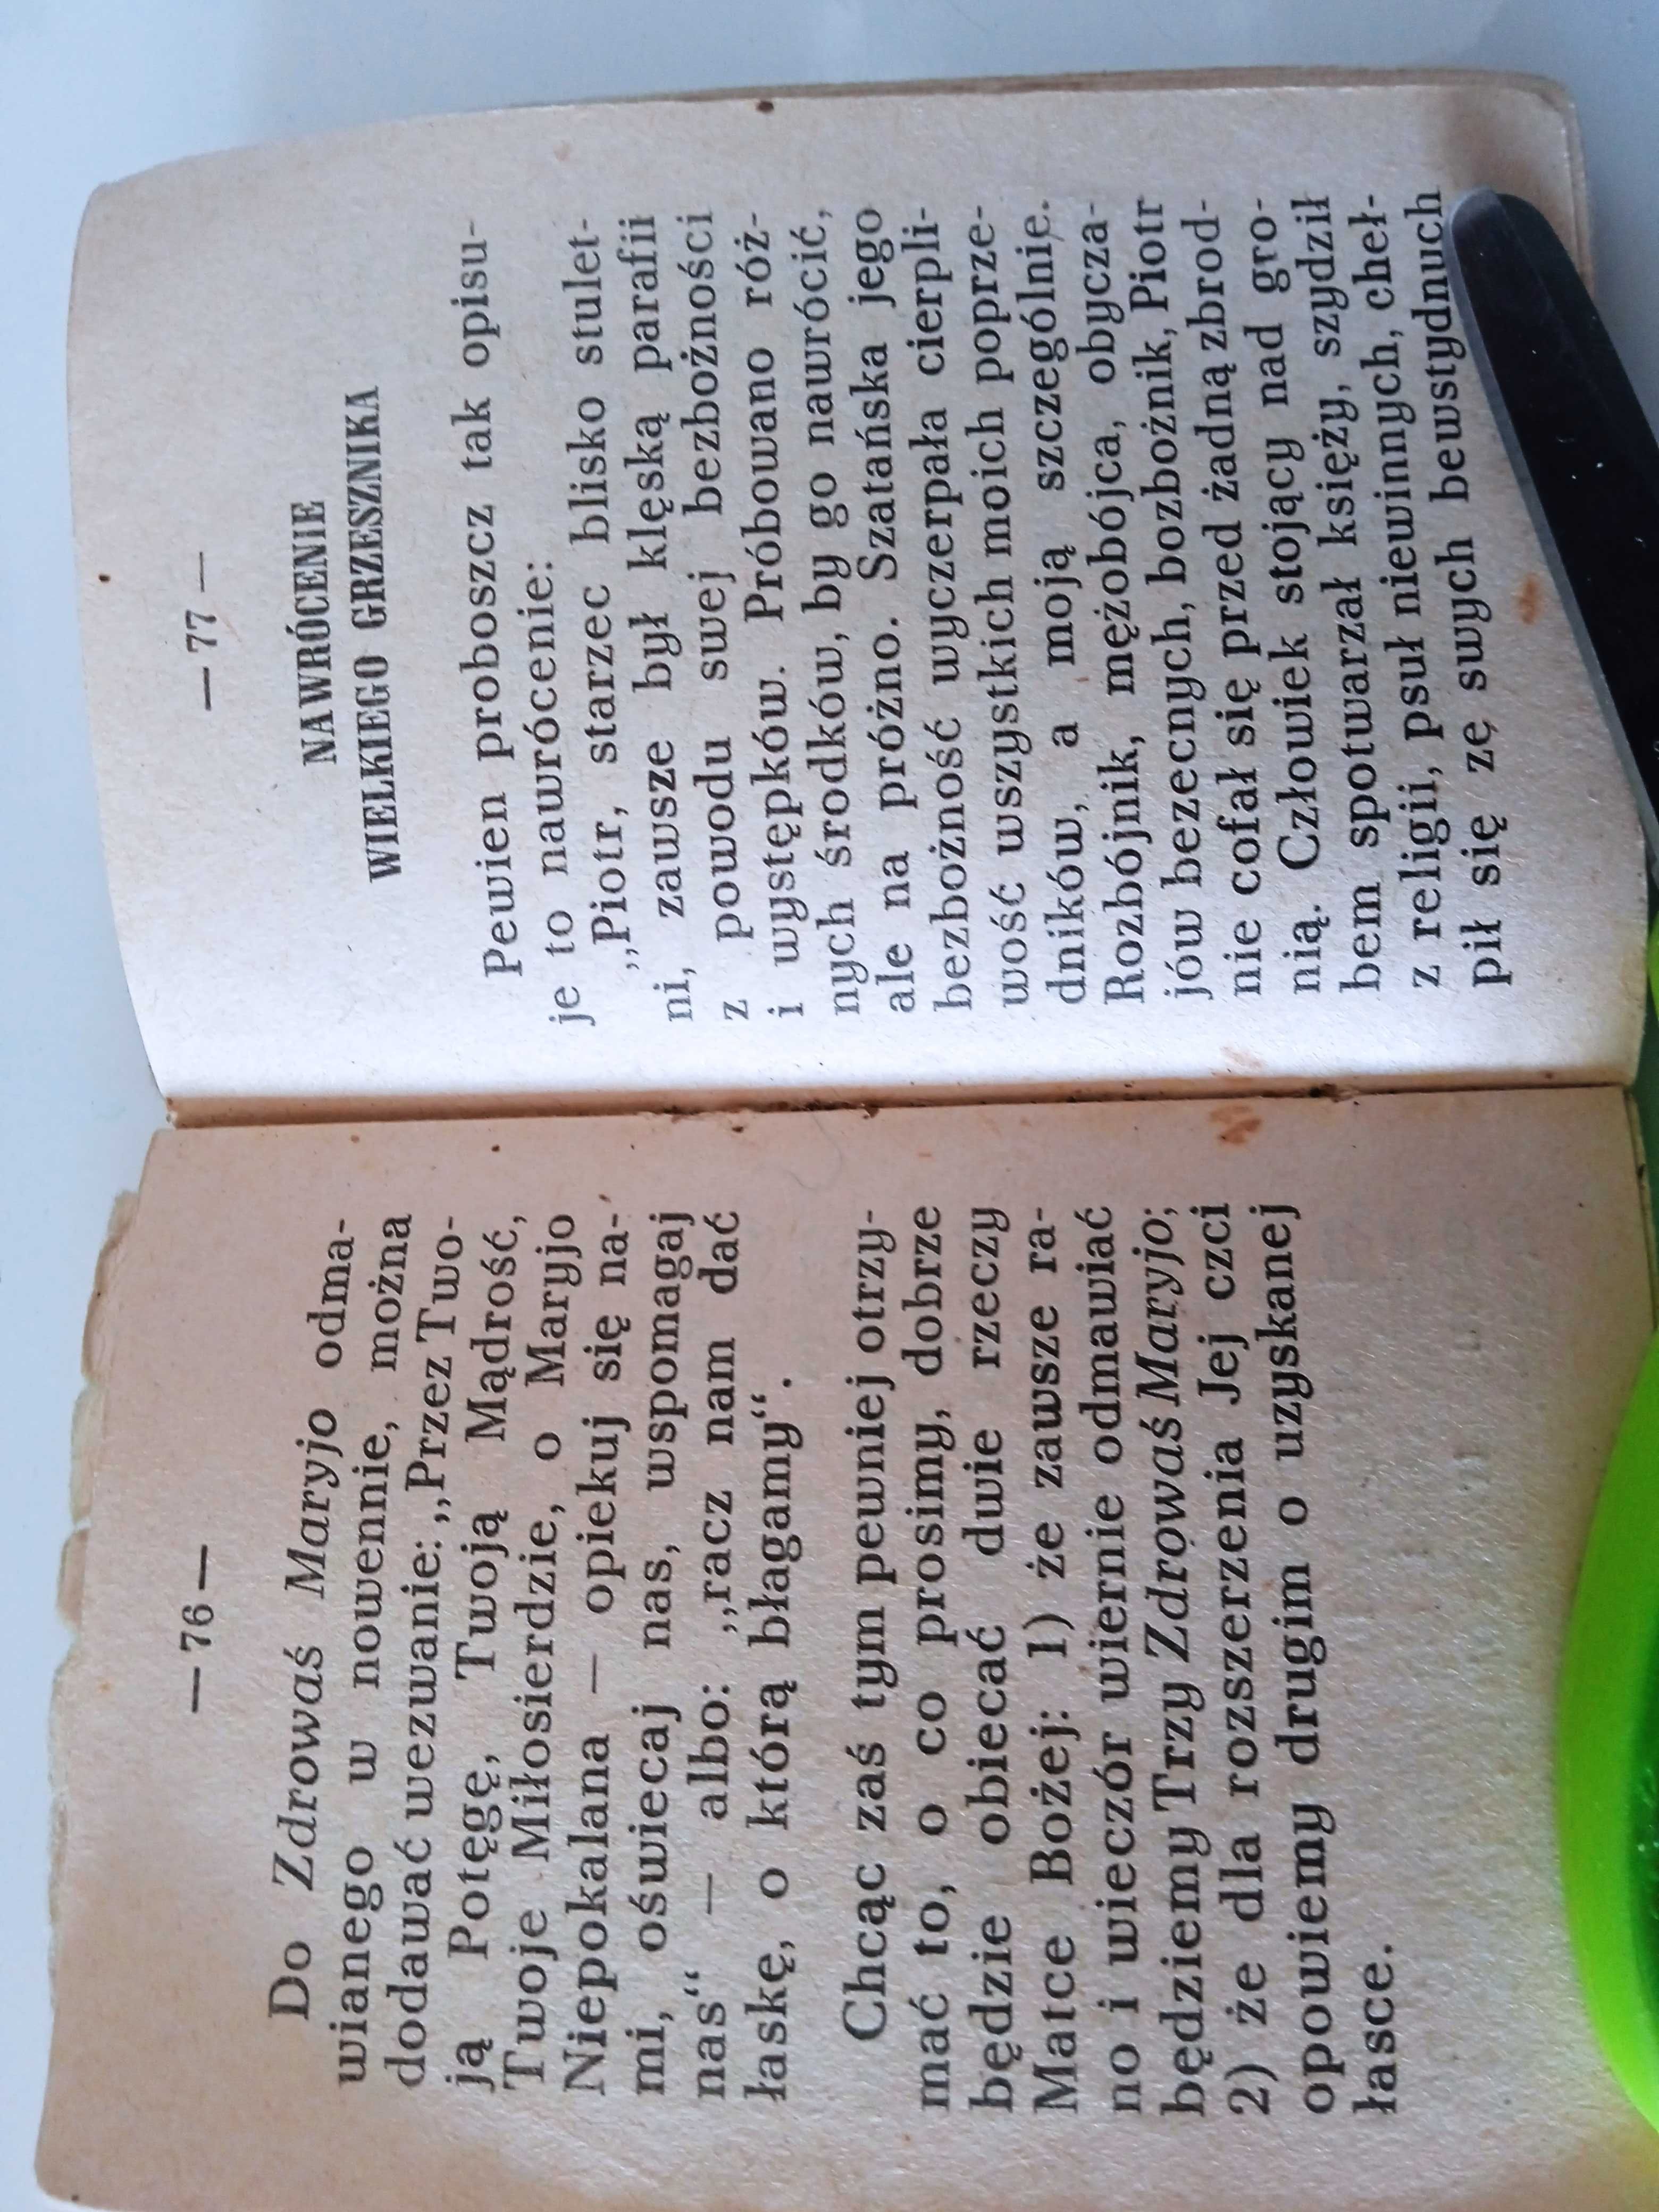 — 76 —
Do Zdrowaś Maryjo odma-
wianego w nowennie, można
dodawać wezwanie: „Przez Two-
ją Potęgę, Twoją Mądrość,
Twoje Miłosierdzie, o Maryjo
Niepokalana — opiekuj się na-
mi, oświecaj nas, wspomagaj
nas“ — albo: „racz nam dać
łaskę, o którą błagamy“.
Chcąc zaś tym pewniej otrzy-
mać to, o co prosimy, dobrze
będzie obiecać dwie rzeczy
Matce Bożej: 1) że zawsze ra-
no i wieczór wiernie odmawiać
będziemy Trzy Zdrowaś Maryjo;
2) że dla rozszerzenia Jej czci
opowiemy drugim o uzyskanej
łasce.
— 77 —
NAWRÓCENIE
WIELKIEGO GRZESZNIKA
Pewien proboszcz tak opisu-
je to nawrócenie:
„Piotr, starzec blisko stulet-
ni, zawsze był klęską parafii
z powodu swej bezbożności
i występków. Próbowano róż-
nych środków, by go nawrócić,
ale na próżno. Szatańska jego
bezbożność wyczerpała cierpli-
wość wszystkich moich poprze-
dników, a moją szczególnie.
Rozbójnik, mężobójca, obycza-
jów bezecnych, bozbożnik, Piotr
nie cofał się przed żadną zbrod-
nią. Człowiek stojący nad gro-
bem spotwarzał księży, szydził
z religii, psuł niewinnych, cheł-
pił się ze swych bewstydnuch